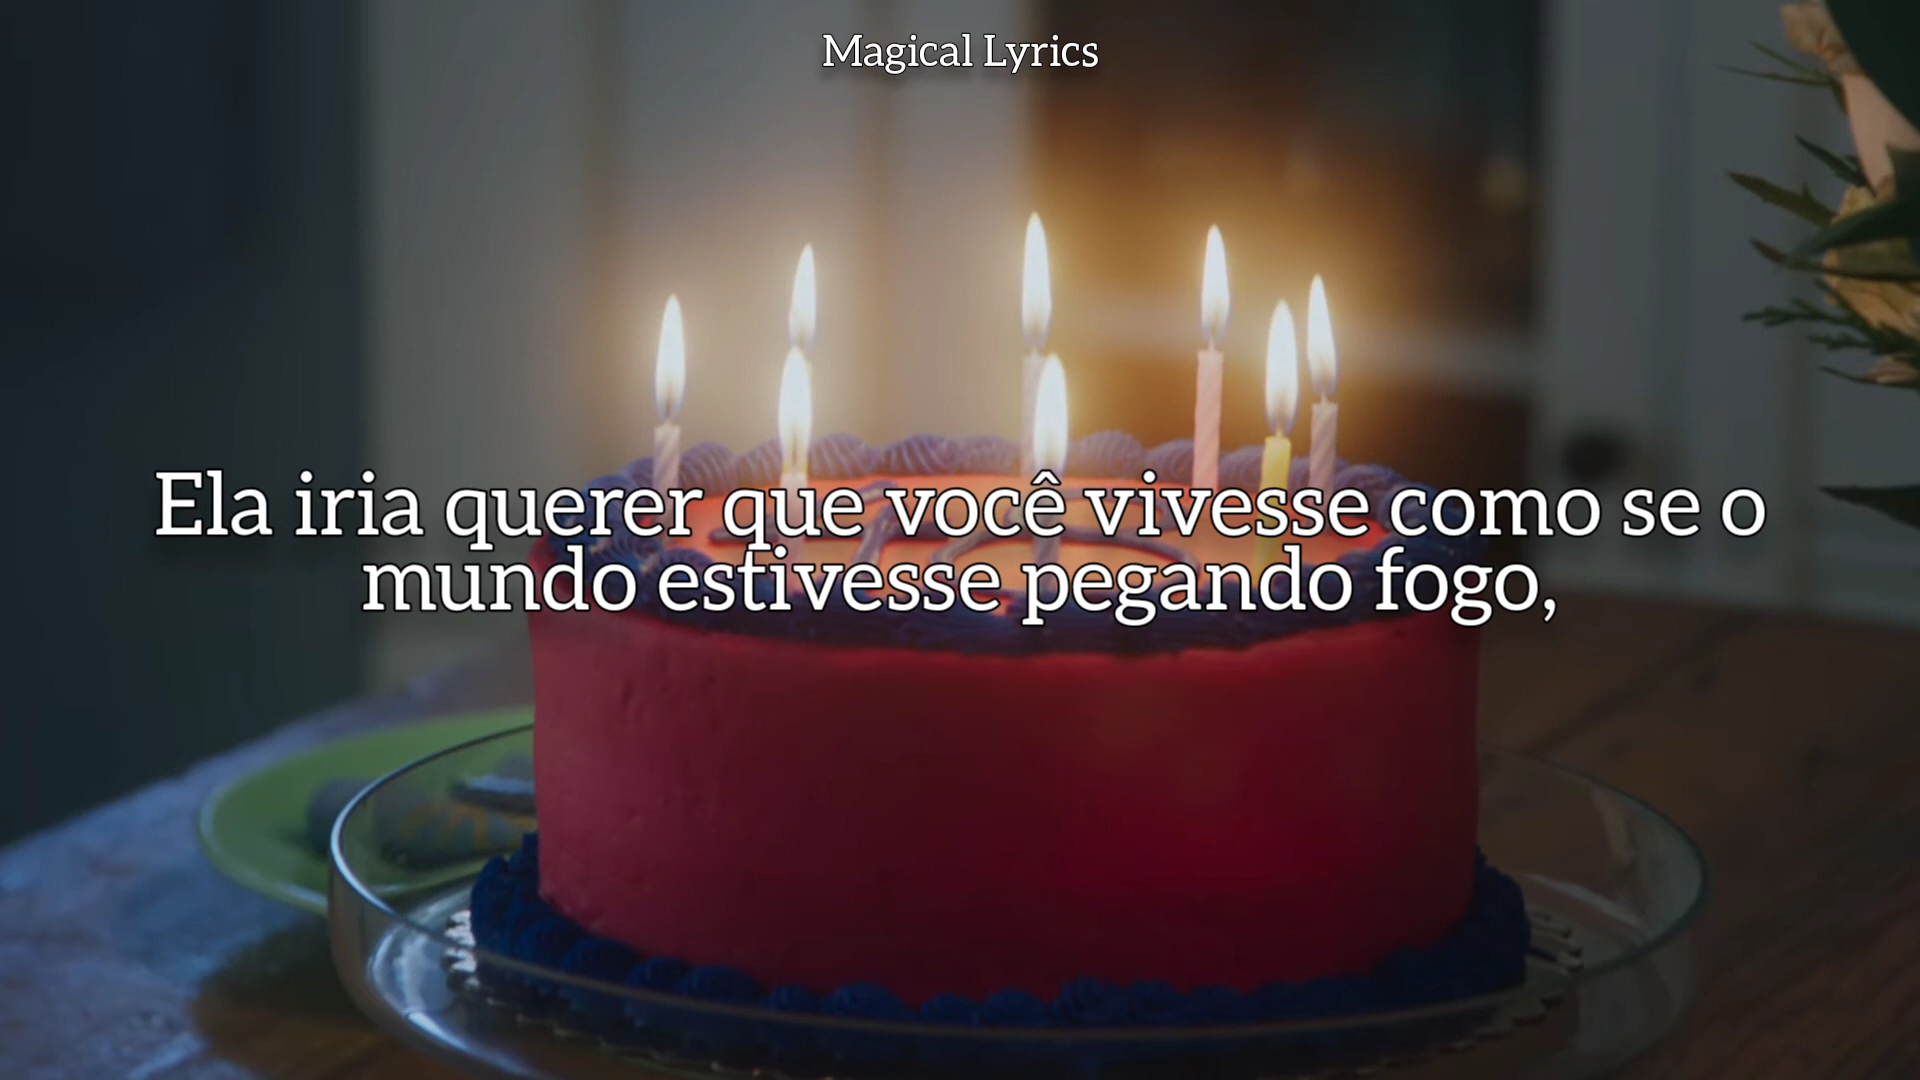 Magical Lyrics
Ela iria querer que você vivesse como se o
mundo estivesse pegando fogo,